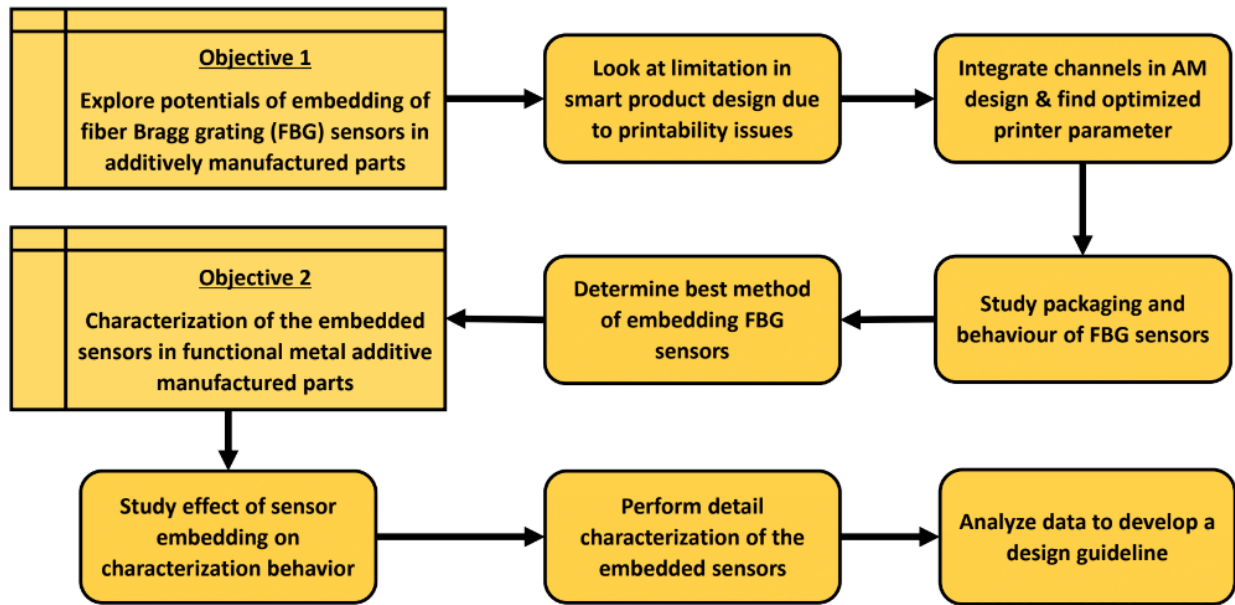 Objective 1
Explore potentials of embedding of
fiber Bragg grating (FBG) sensors in
additively manufactured parts
Look at limitation in
smart product design due
to printability issues
Integrate channels in AM
design & find optimized
printer parameter
Study packaging and
behaviour of FBG sensors
Determine best method
of embedding FBG
sensors
Objective 2
Characterization of the embedded
sensors in functional metal additive
manufactured parts
Study effect of sensor
embedding on
characterization behavior
Perform detail
characterization of the
embedded sensors
Analyze data to develop a
design guideline